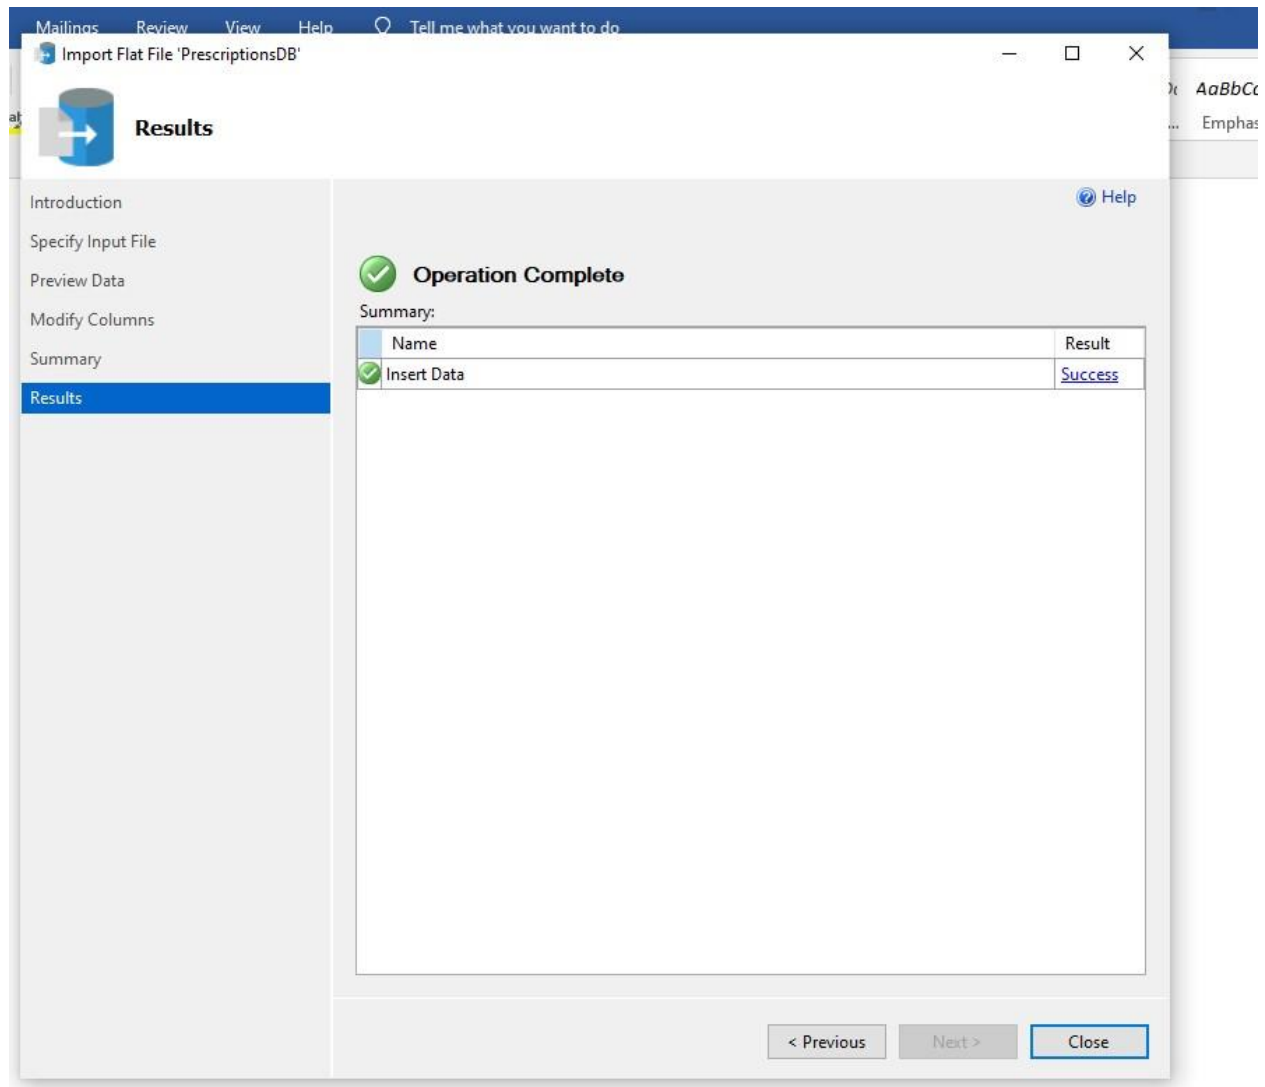 Mailings Review View Help Tell me what you want to do
Import Flat File 'PrescriptionsDB'
AaBbCc
Results
... Emphas
Introduction
Help
Specify Input File
Preview Data
Operation Complete
Modify Columns
Summary:
Name Result
Summary
Insert Data Success
Results
< Previous Next > Close